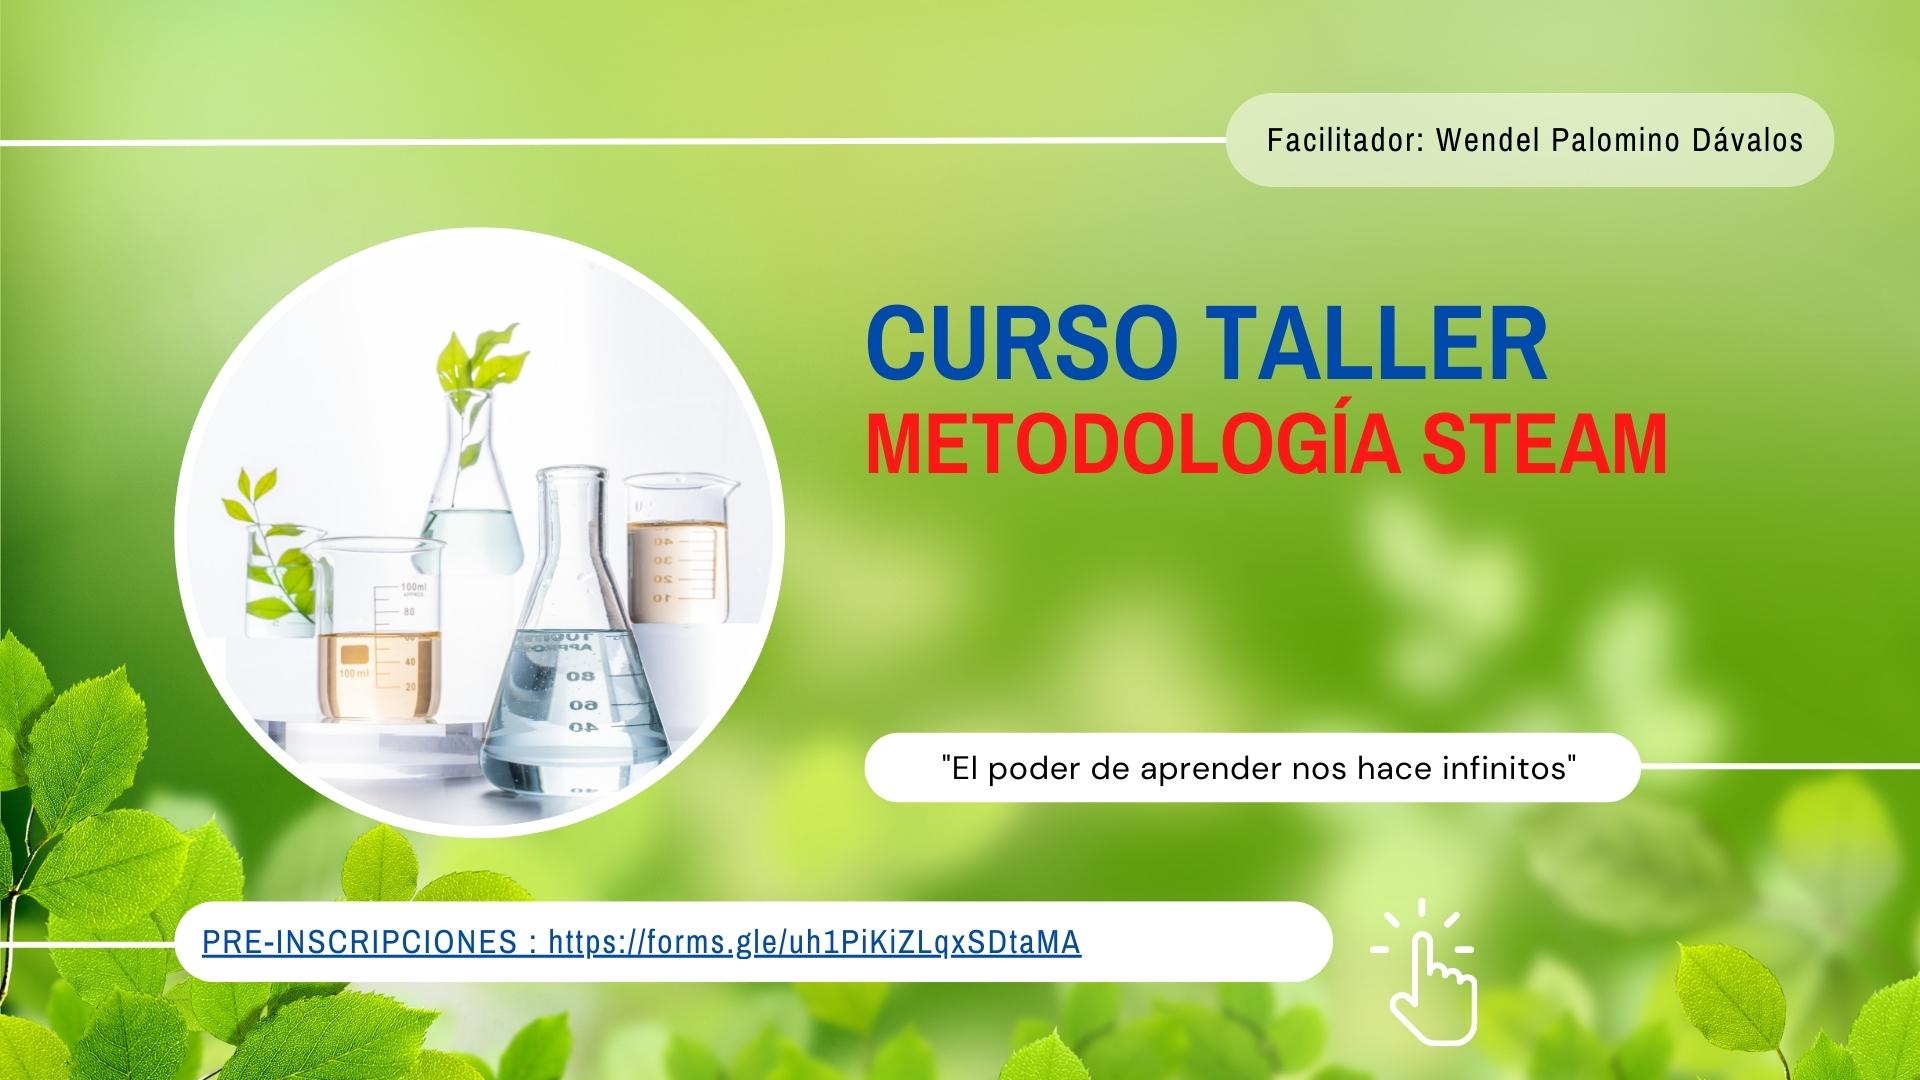 Facilitador: Wendel Palomino Dávalos
CURSO TALLER
METODOLOGÍA STEAM
40
30
20
10
100ml
APPROX
80
60
40
20
100 ml
100ml
APPROX
80
60
40
40
"El poder de aprender nos hace infinitos"
PRE-INSCRIPCIONES : https://forms.gle/uh1PiKiZLqxSDtaMA